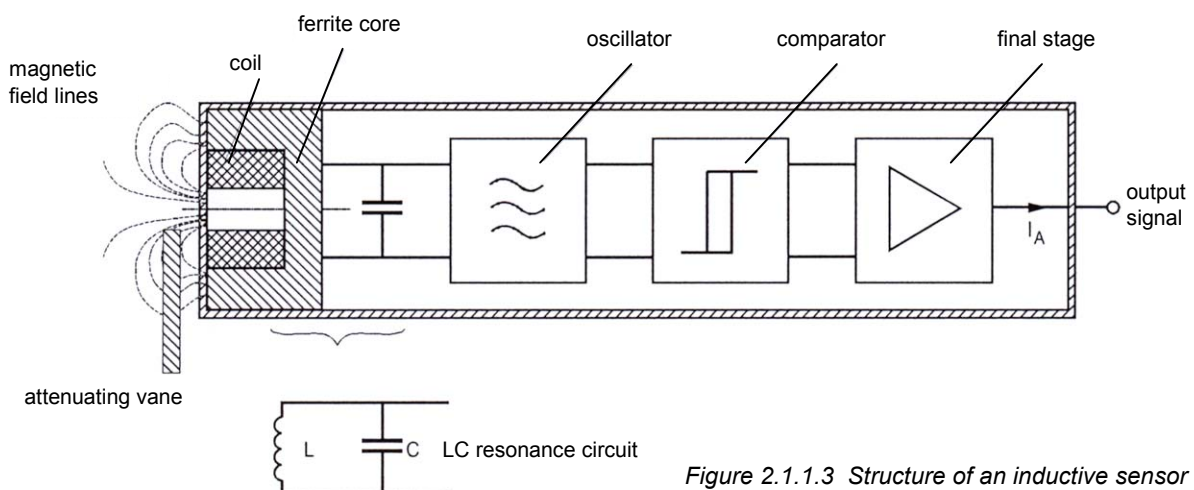 ferrite core
coil
oscillator
comparator
final stage
magnetic
field lines
output
signal
I_A
attenuating vane
L
C
LC resonance circuit
Figure 2.1.1.3 Structure of an inductive sensor